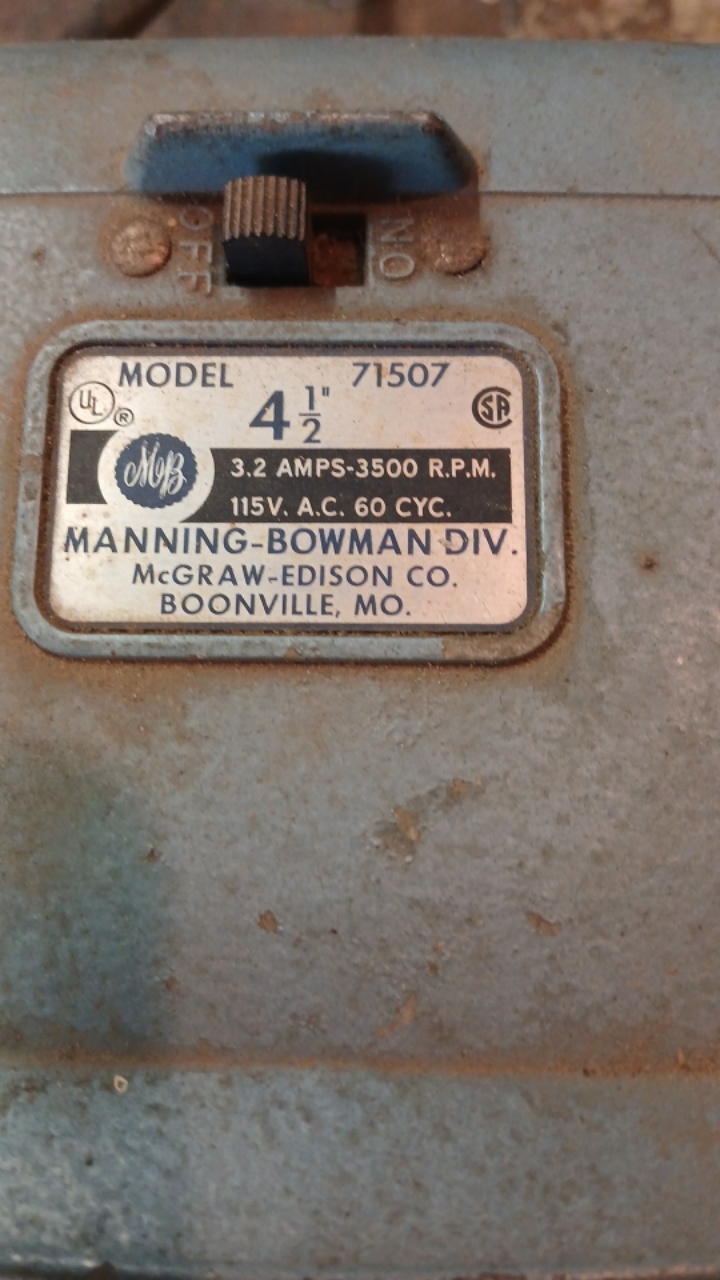 OFF
ON
MODEL 71507
UL ® 4 1/2" SA
MB 3.2 AMPS-3500 R.P.M.
115V. A.C. 60 CYC.
MANNING-BOWMAN DIV.
McGRAW-EDISON CO.
BOONVILLE, MO.